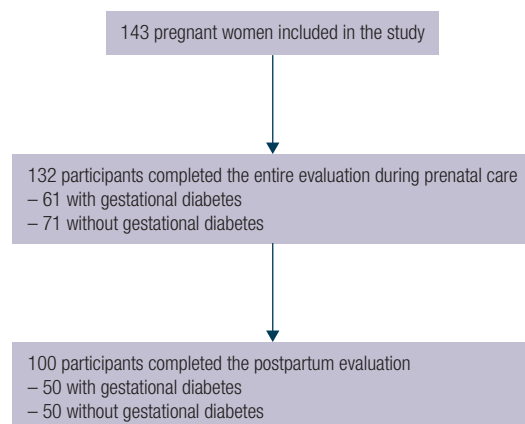 143 pregnant women included in the study
132 participants completed the entire evaluation during prenatal care
– 61 with gestational diabetes
– 71 without gestational diabetes
100 participants completed the postpartum evaluation
– 50 with gestational diabetes
– 50 without gestational diabetes